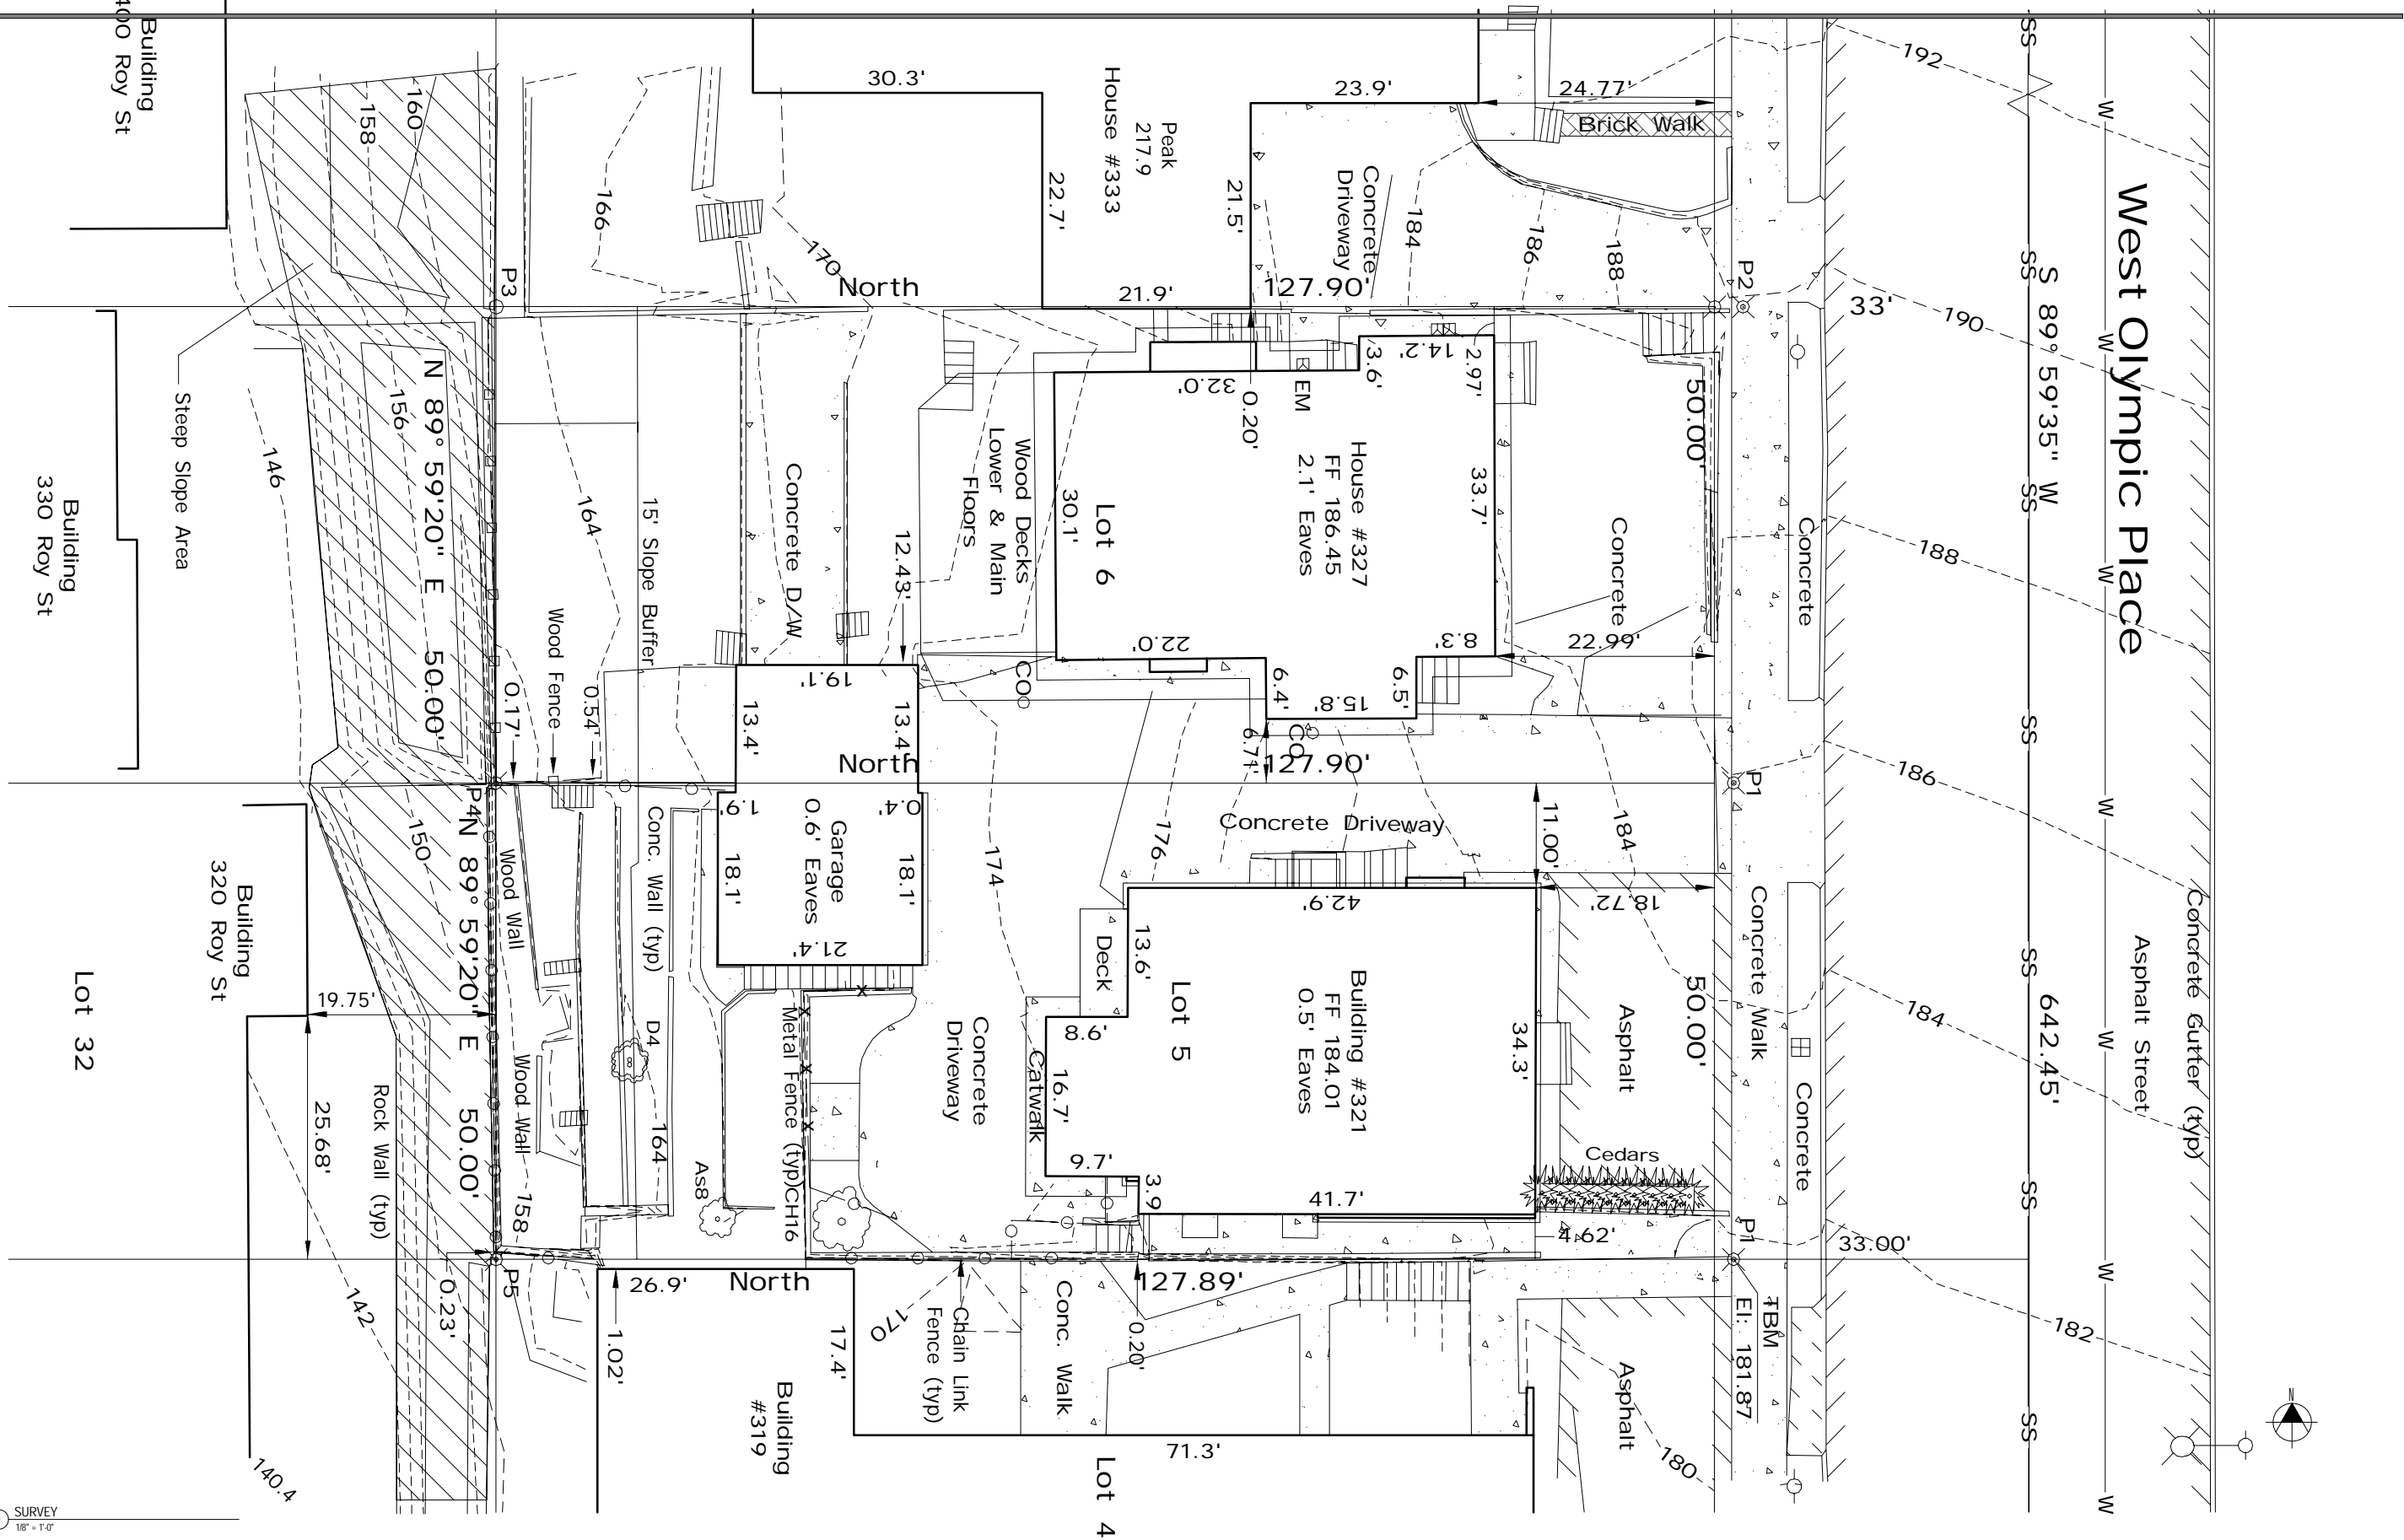 Building
400 Roy St
158
160
166
30.3'
House #333
Peak
217.9
22.7'
21.5'
23.9'
24.77'
Brick Walk
Concrete
Driveway
184
186
188
192
West Olympic Place
S 89° 59'35" W
642.45'
SS
SS
SS
SS
SS
SS
SS
W
W
W
W
W
W
W
P3
170
North
21.9'
127.90'
P2
33'
190
Steep Slope Area
Building
330 Roy St
146
156
N 89° 59'20" E 50.00'
164
15' Slope Buffer
Wood Fence
0.17'
0.54'
Concrete D/W
12.43'
Wood Decks
Lower & Main
Floors
Lot 6
30.1'
32.0'
0.20'
EM
3.6'
14.2'
2.97'
House #327
FF 186.45
2.1' Eaves
33.7'
22.0'
8.3'
6.4'
15.8'
6.5'
CO
CO
6.71'
50.00'
Concrete
22.99'
Concrete
188
19.1'
13.4'
13.4'
North
127.90'
P1
186
P4
1.9'
0.4'
Garage
0.6' Eaves
18.1'
18.1'
21.4'
174
176
Concrete Driveway
184
11.00'
18.72'
42.9'
Building
320 Roy St
Lot 32
19.75'
25.68'
150
N 89° 59'20" E 50.00'
Wood Wall
Wood Wall
Conc. Wall (typ)
D4
164
158
As8
Metal Fence (typ)
CH16
Rock Wall (typ)
Concrete
Driveway
Catwalk
Deck
13.6'
8.6'
16.7'
9.7'
3.9
Lot 5
Building #321
FF 184.01
0.5' Eaves
34.3'
41.7'
Asphalt
50.00'
Concrete Walk
Concrete
Cedars
4.62'
184
Asphalt Street
Concrete Gutter (typ)
P1
33.00'
TBM
El: 181.87
182
P5
0.23'
142
140.4
1.02'
26.9'
North
127.89'
17.4'
170
Chain Link
Fence (typ)
Conc. Walk
0.20'
Building
#319
71.3'
Lot 4
Asphalt
180
N
SURVEY
1/8" = 1'-0"